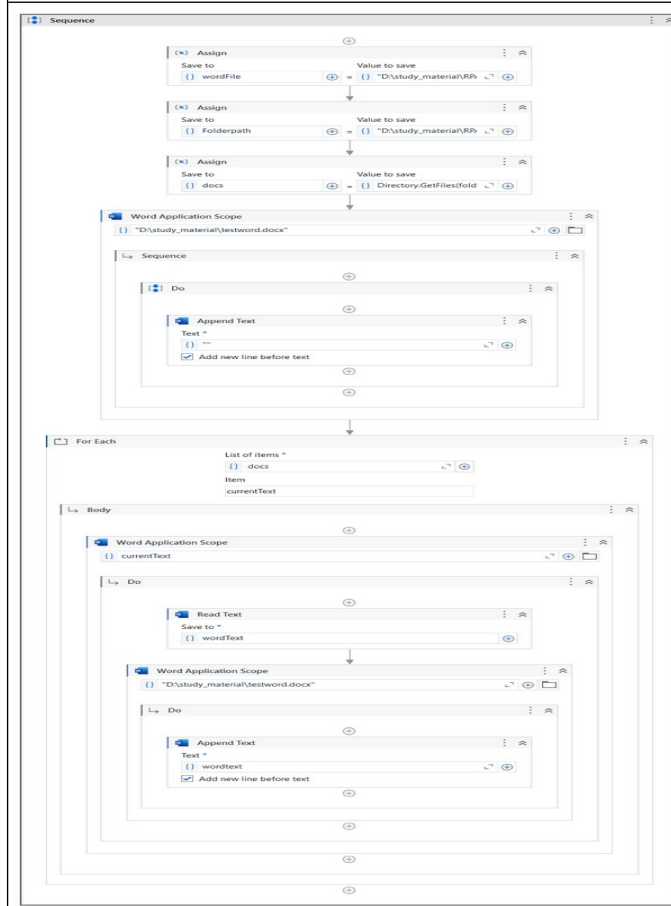 Sequence
Assign
Save to Value to save
wordFile = "D:\study_material\RP
Assign
Save to Value to save
Folderpath = "D:\study_material\RP
Assign
Save to Value to save
docs = Directory.GetFiles(fold
Word Application Scope
"D:\study_material\testword.docx"
Sequence
Do
Append Text
Text *
""
Add new line before text
For Each
List of items *
docs
Item
currentText
Body
Word Application Scope
currentText
Do
Read Text
Save to *
wordText
Word Application Scope
"D:\study_material\testword.docx"
Do
Append Text
Text *
wordtext
Add new line before text